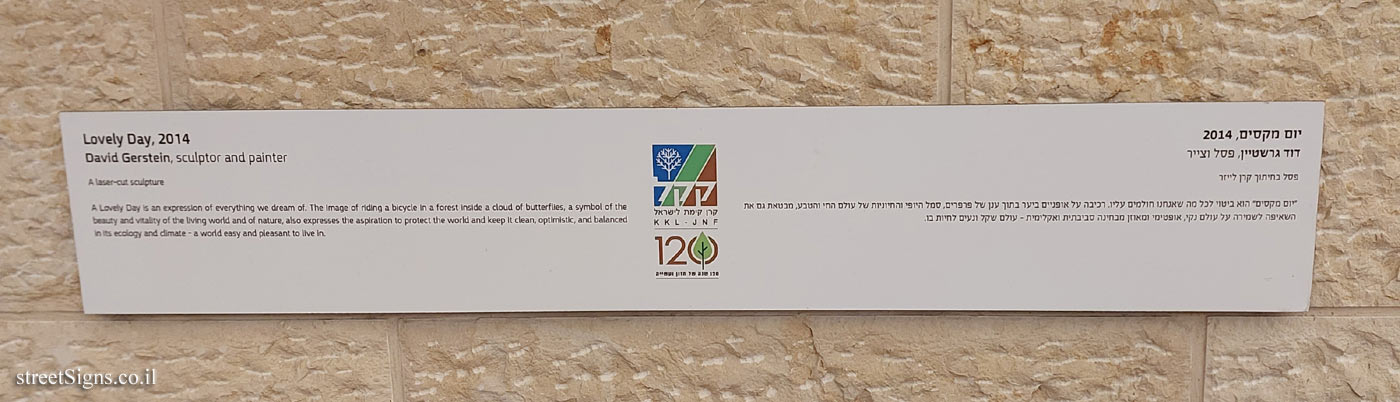 Lovely Day, 2014
David Gerstein, sculptor and painter
A laser-cut sculpture
A Lovely Day is an expression of everything we dream of. The image of riding a bicycle in a forest inside a cloud of butterflies, a symbol of the
beauty and vitality of the living world and of nature, also expresses the aspiration to protect the world and keep it clean, optimistic, and balanced
in its ecology and climate - a world easy and pleasant to live in.
קקל
קרן קימת לישראל
KKL-JNF
120
120 שנה של חזון ועשייה
יום מקסים, 2014
דוד גרשטיין, פסל וצייר
פסל בחיתוך קרן לייזר
"יום מקסים" הוא ביטוי לכל מה שאנחנו חולמים עליו. רכיבה על אופניים ביער בתוך ענן של פרפרים, סמל היופי והחיוניות של עולם החי והטבע, מבטאת גם את
השאיפה לשמירה על עולם נקי, אופטימי ומאוזן מבחינה סביבתית ואקלימית - עולם שקל ונעים לחיות בו.
streetSigns.co.il